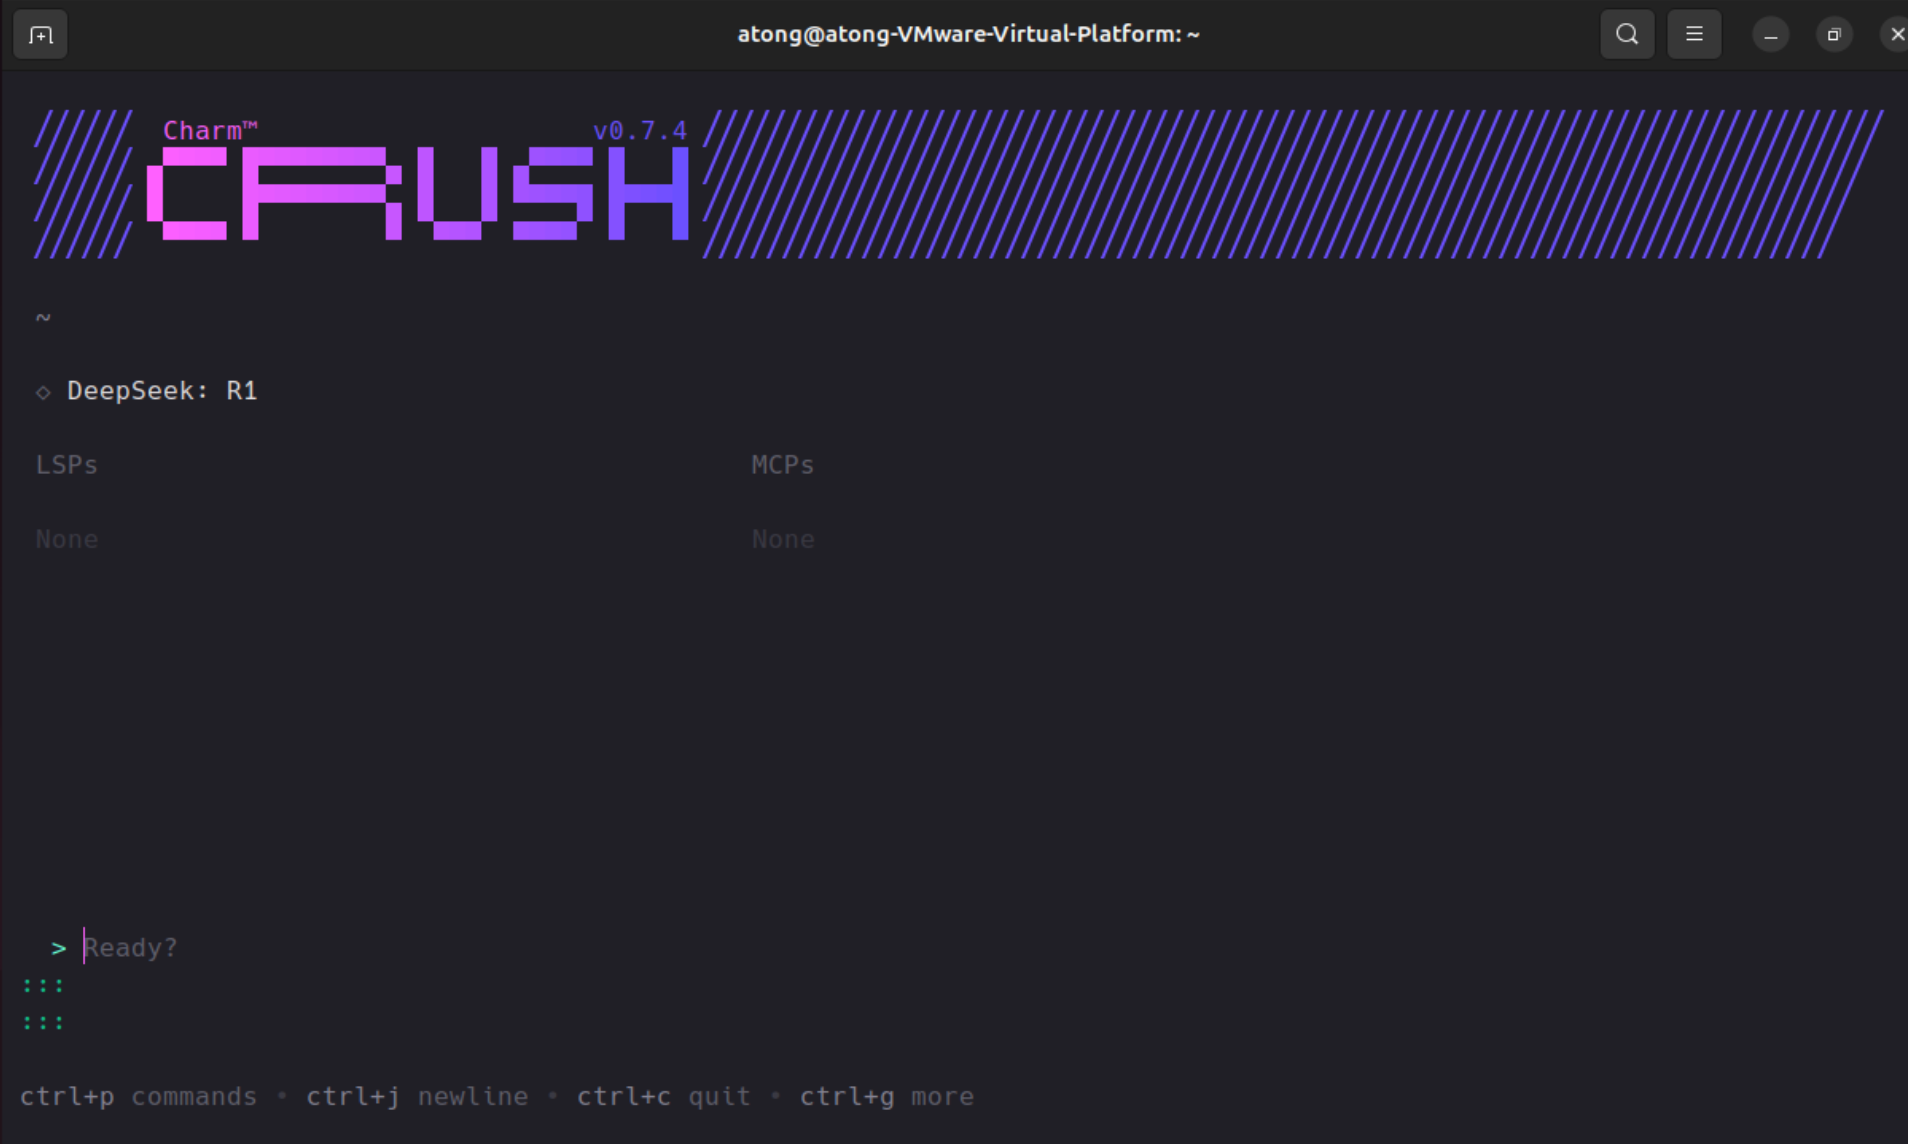 atong@atong-VMware-Virtual-Platform: ~
Charm™ v0.7.4
CRUSH
~
◇ DeepSeek: R1
LSPs MCPs
None None
> Ready?
:::
:::
ctrl+p commands • ctrl+j newline • ctrl+c quit • ctrl+g more